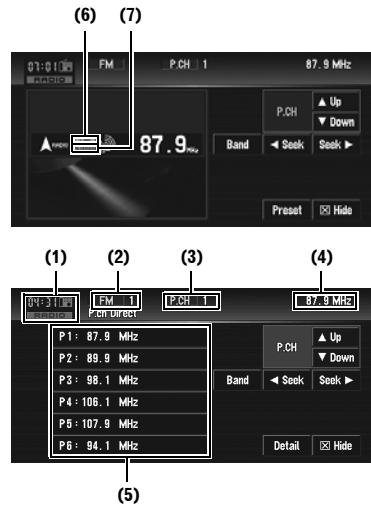 (6) (7)
07:01 FM P.CH 1 87.9 MHz
RADIO
P.CH ▲ Up
▼ Down
RADIO 87.9 MHz Band ◄ Seek Seek ►
Preset ☒ Hide
(1) (2) (3) (4)
04:31 FM 1 P.CH 1 87.9 MHz
RADIO P.ch Direct
P1: 87.9 MHz
P.CH ▲ Up
P2: 89.9 MHz ▼ Down
P3: 98.1 MHz Band ◄ Seek Seek ►
P4:106.1 MHz
P5:107.9 MHz
P6: 94.1 MHz Detail ☒ Hide
(5)